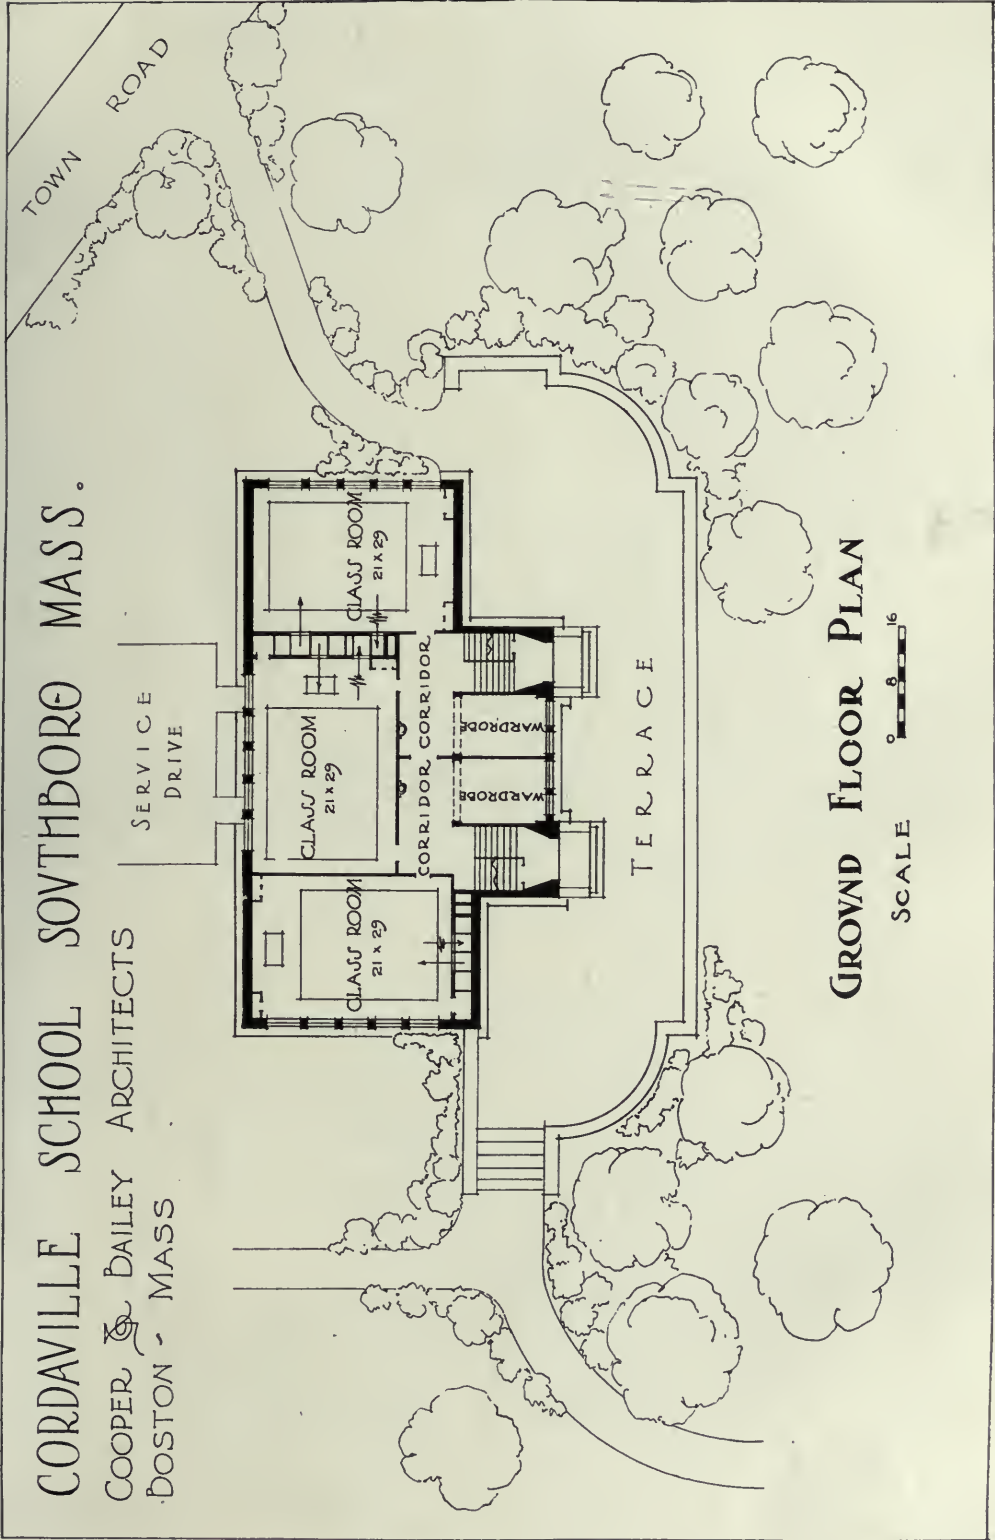 CORDAVILLE SCHOOL SOVTHBORO MASS.
COOPER & BAILEY ARCHITECTS
BOSTON - MASS
TOWN ROAD
SERVICE
DRIVE
CLASS ROOM
21 x 29
CLASS ROOM
21 x 29
CLASS ROOM
21 x 29
CORRIDOR CORRIDOR
WARDROBE
WARDROBE
TERRACE
GROVND FLOOR PLAN
SCALE 0 8 16